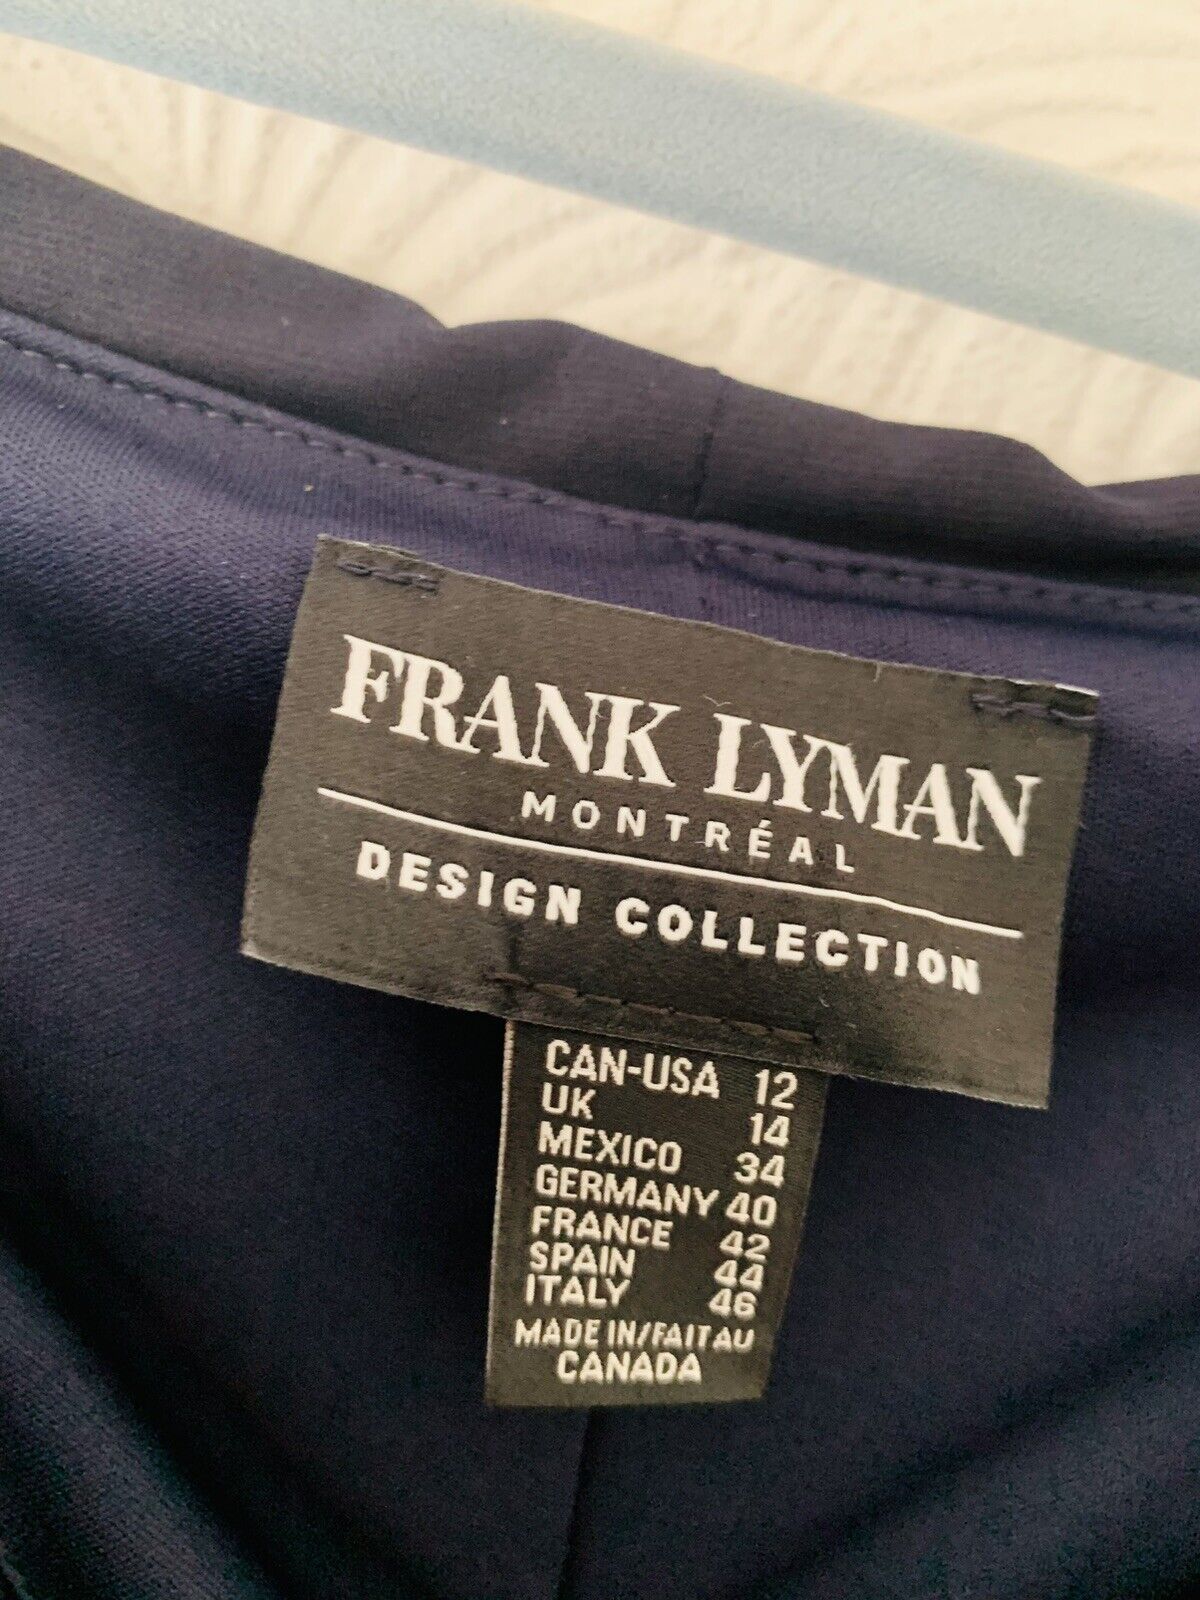 FRANK LYMAN
MONTRÉAL
DESIGN COLLECTION
CAN-USA 12
UK 14
MEXICO 34
GERMANY 40
FRANCE 42
SPAIN 44
ITALY 46
MADE IN/FAIT AU
CANADA